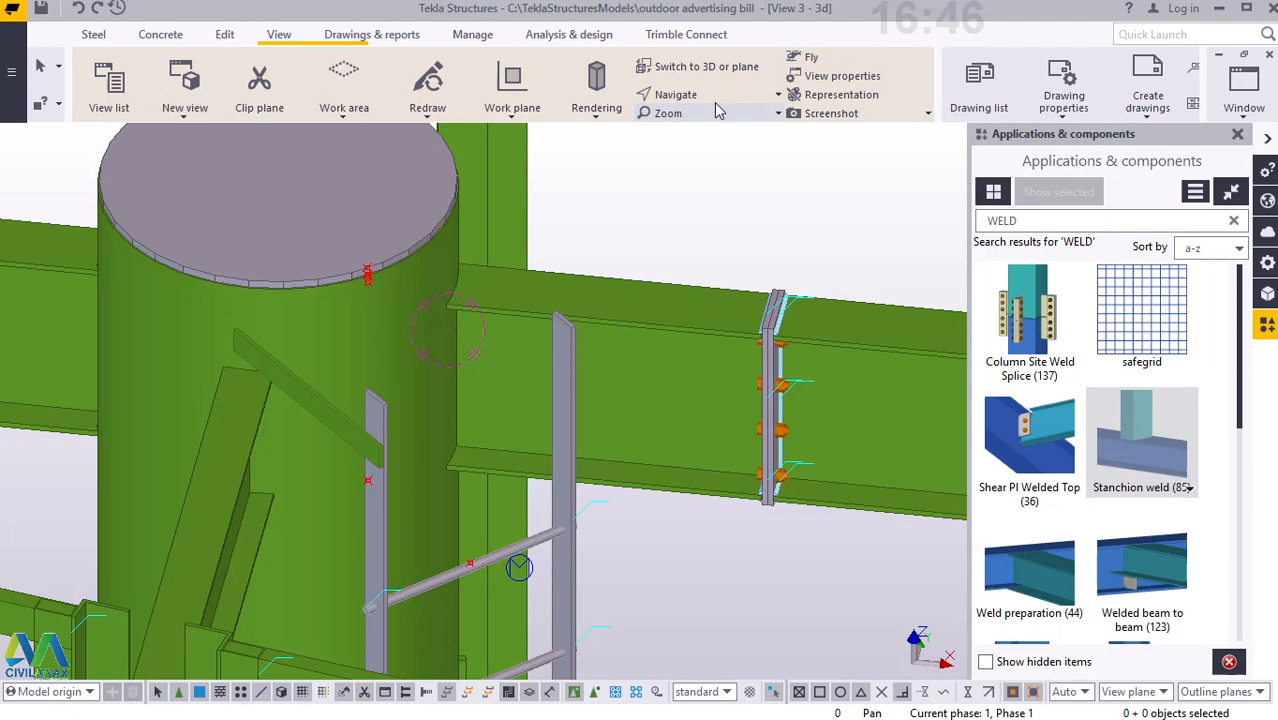 Tekla Structures - C:\TeklaStructuresModels\outdoor advertising bill - [View 3 - 3d]
16:46
Log in
Steel Concrete Edit View Drawings & reports Manage Analysis & design Trimble Connect
Quick Launch
Switch to 3D or plane
Navigate
Zoom
Fly
View properties
Representation
Screenshot
View list New view Clip plane Work area Redraw Work plane Rendering
Drawing list Drawing properties Create drawings Window
Applications & components
Applications & components
Show selected
WELD
Search results for 'WELD' Sort by a-z
Column Site Weld Splice (137)
safegrid
Shear Pl Welded Top (36)
Stanchion weld (85)
Weld preparation (44)
Welded beam to beam (123)
Show hidden items
Z
X
CIVILMAX
Model origin standard Auto View plane Outline planes
0 Pan Current phase: 1, Phase 1 0 + 0 objects selected